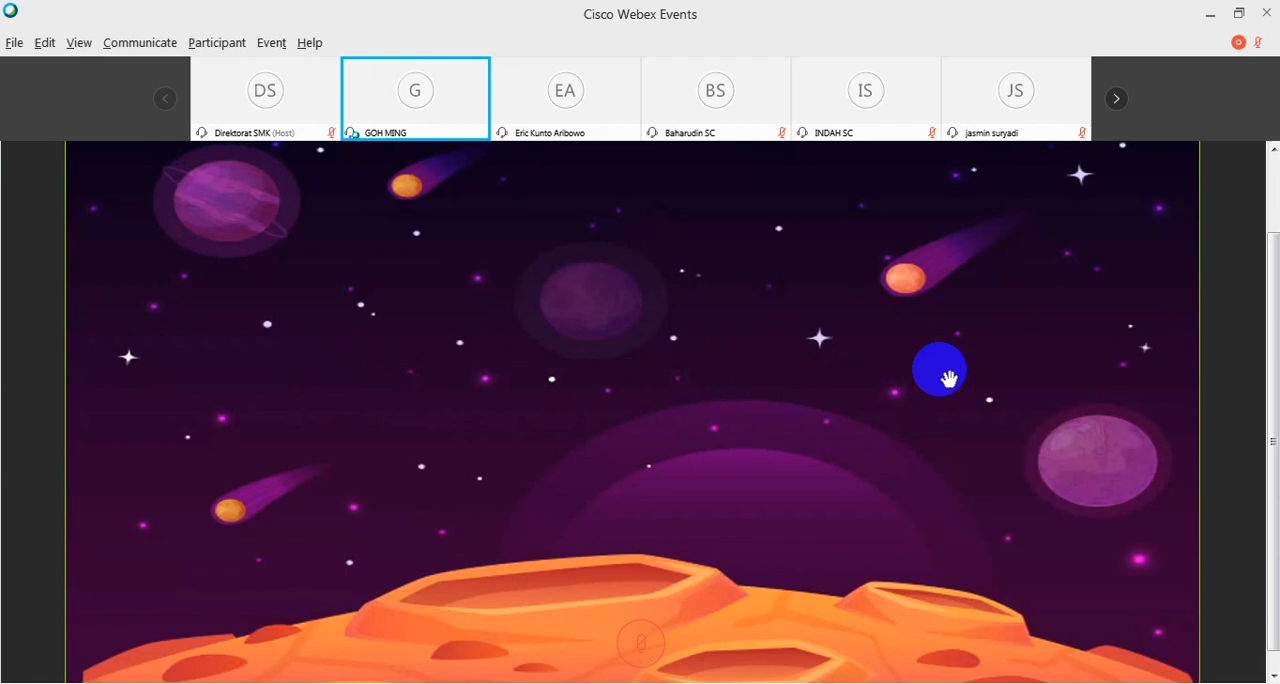 Cisco Webex Events
File Edit View Communicate Participant Event Help
DS G EA BS IS JS
Direktorat SMK (Host) GOH MING Eric Kunto Aribowo Baharudin SC INDAH SC jasmin suryadi